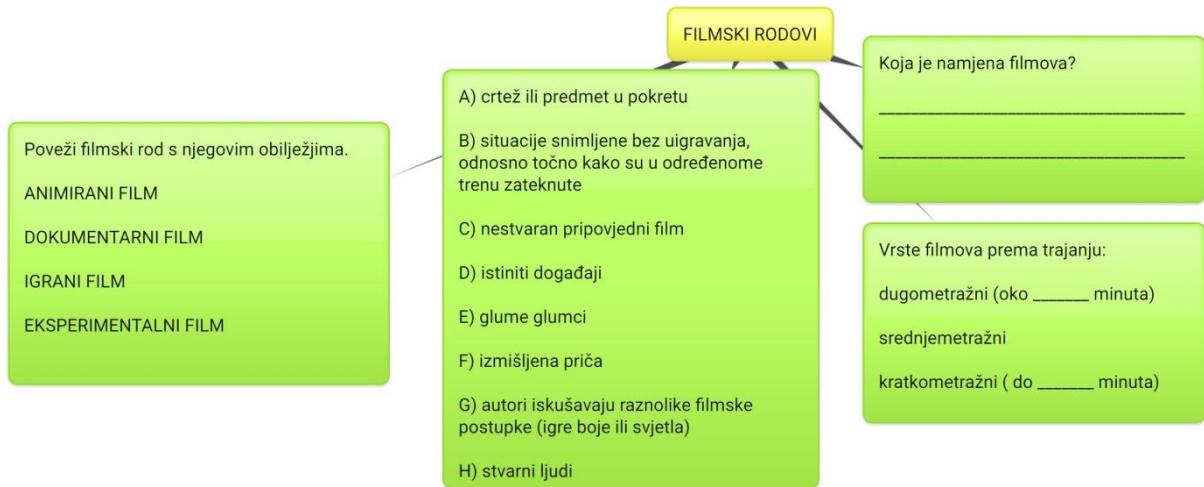 FILMSKI RODOVI
Poveži filmski rod s njegovim obilježjima.
ANIMIRANI FILM
DOKUMENTARNI FILM
IGRANI FILM
EKSPERIMENTALNI FILM
A) crtež ili predmet u pokretu
B) situacije snimljene bez uigravanja,
odnosno točno kako su u određenome
trenu zateknute
C) nestvaran pripovjedni film
D) istiniti događaji
E) glume glumci
F) izmišljena priča
G) autori iskušavaju raznolike filmske
postupke (igre boje ili svjetla)
H) stvarni ljudi
Koja je namjena filmova?
__________________________________
__________________________________
Vrste filmova prema trajanju:
dugometražni (oko ______ minuta)
srednjemetražni
kratkometražni ( do ______ minuta)